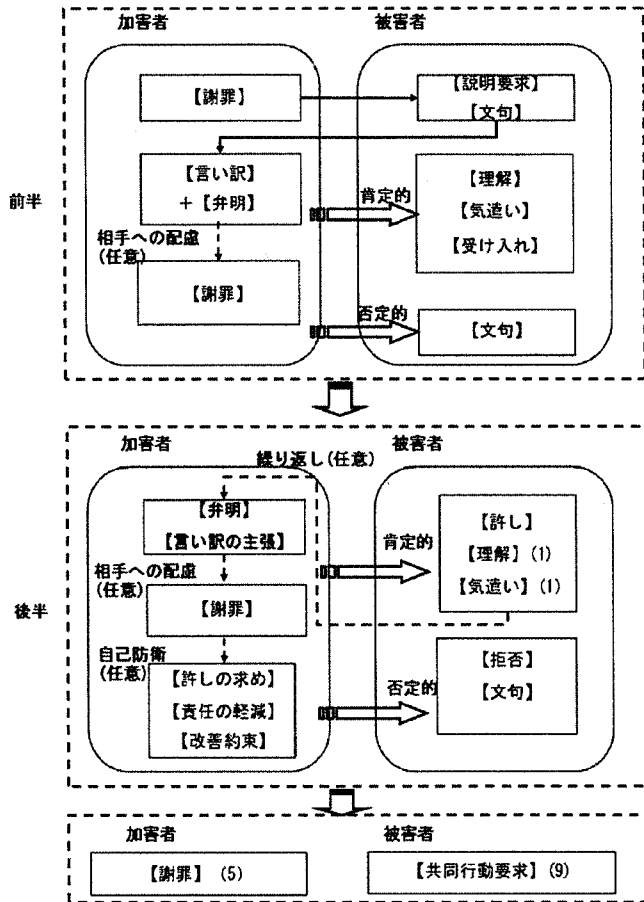 加害者
被害者
【謝罪】
【説明要求】
【文句】
前半
【言い訳】
＋【弁明】
肯定的
【理解】
【気遣い】
【受け入れ】
相手への配慮
(任意)
【謝罪】
否定的
【文句】
加害者
被害者
繰り返し(任意)
後半
【弁明】
【言い訳の主張】
肯定的
【許し】
【理解】(1)
【気遣い】(1)
相手への配慮
(任意)
【謝罪】
自己防衛
(任意)
【許しの求め】
【責任の軽減】
【改善約束】
否定的
【拒否】
【文句】
加害者
被害者
【謝罪】(5)
【共同行動要求】(9)